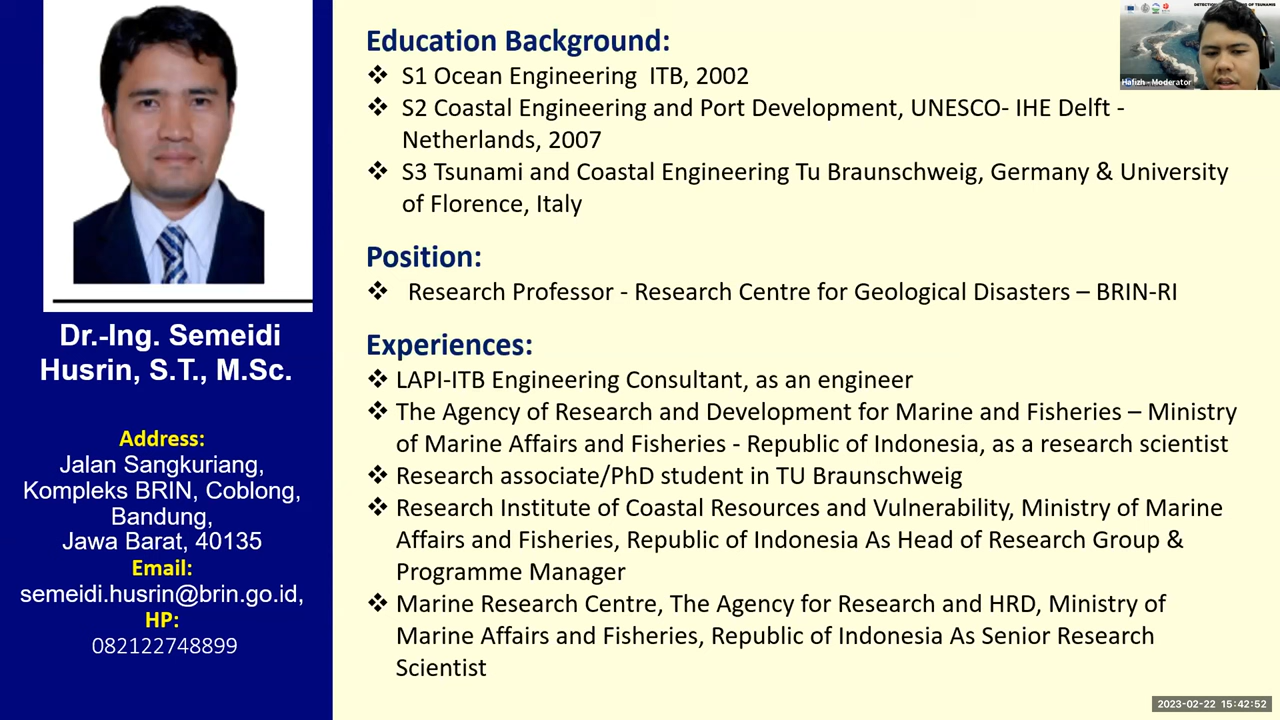 Dr.-Ing. Semeidi
Husrin, S.T., M.Sc.
Address:
Jalan Sangkuriang,
Kompleks BRIN, Coblong,
Bandung,
Jawa Barat, 40135
Email:
semeidi.husrin@brin.go.id,
HP:
082122748899
Education Background:
❖ S1 Ocean Engineering ITB, 2002
❖ S2 Coastal Engineering and Port Development, UNESCO- IHE Delft -
Netherlands, 2007
❖ S3 Tsunami and Coastal Engineering Tu Braunschweig, Germany & University
of Florence, Italy
Position:
❖ Research Professor - Research Centre for Geological Disasters – BRIN-RI
Experiences:
❖ LAPI-ITB Engineering Consultant, as an engineer
❖ The Agency of Research and Development for Marine and Fisheries – Ministry
of Marine Affairs and Fisheries - Republic of Indonesia, as a research scientist
❖ Research associate/PhD student in TU Braunschweig
❖ Research Institute of Coastal Resources and Vulnerability, Ministry of Marine
Affairs and Fisheries, Republic of Indonesia As Head of Research Group &
Programme Manager
❖ Marine Research Centre, The Agency for Research and HRD, Ministry of
Marine Affairs and Fisheries, Republic of Indonesia As Senior Research
Scientist
Hafizh - Moderator
2023-02-22 15:42:52